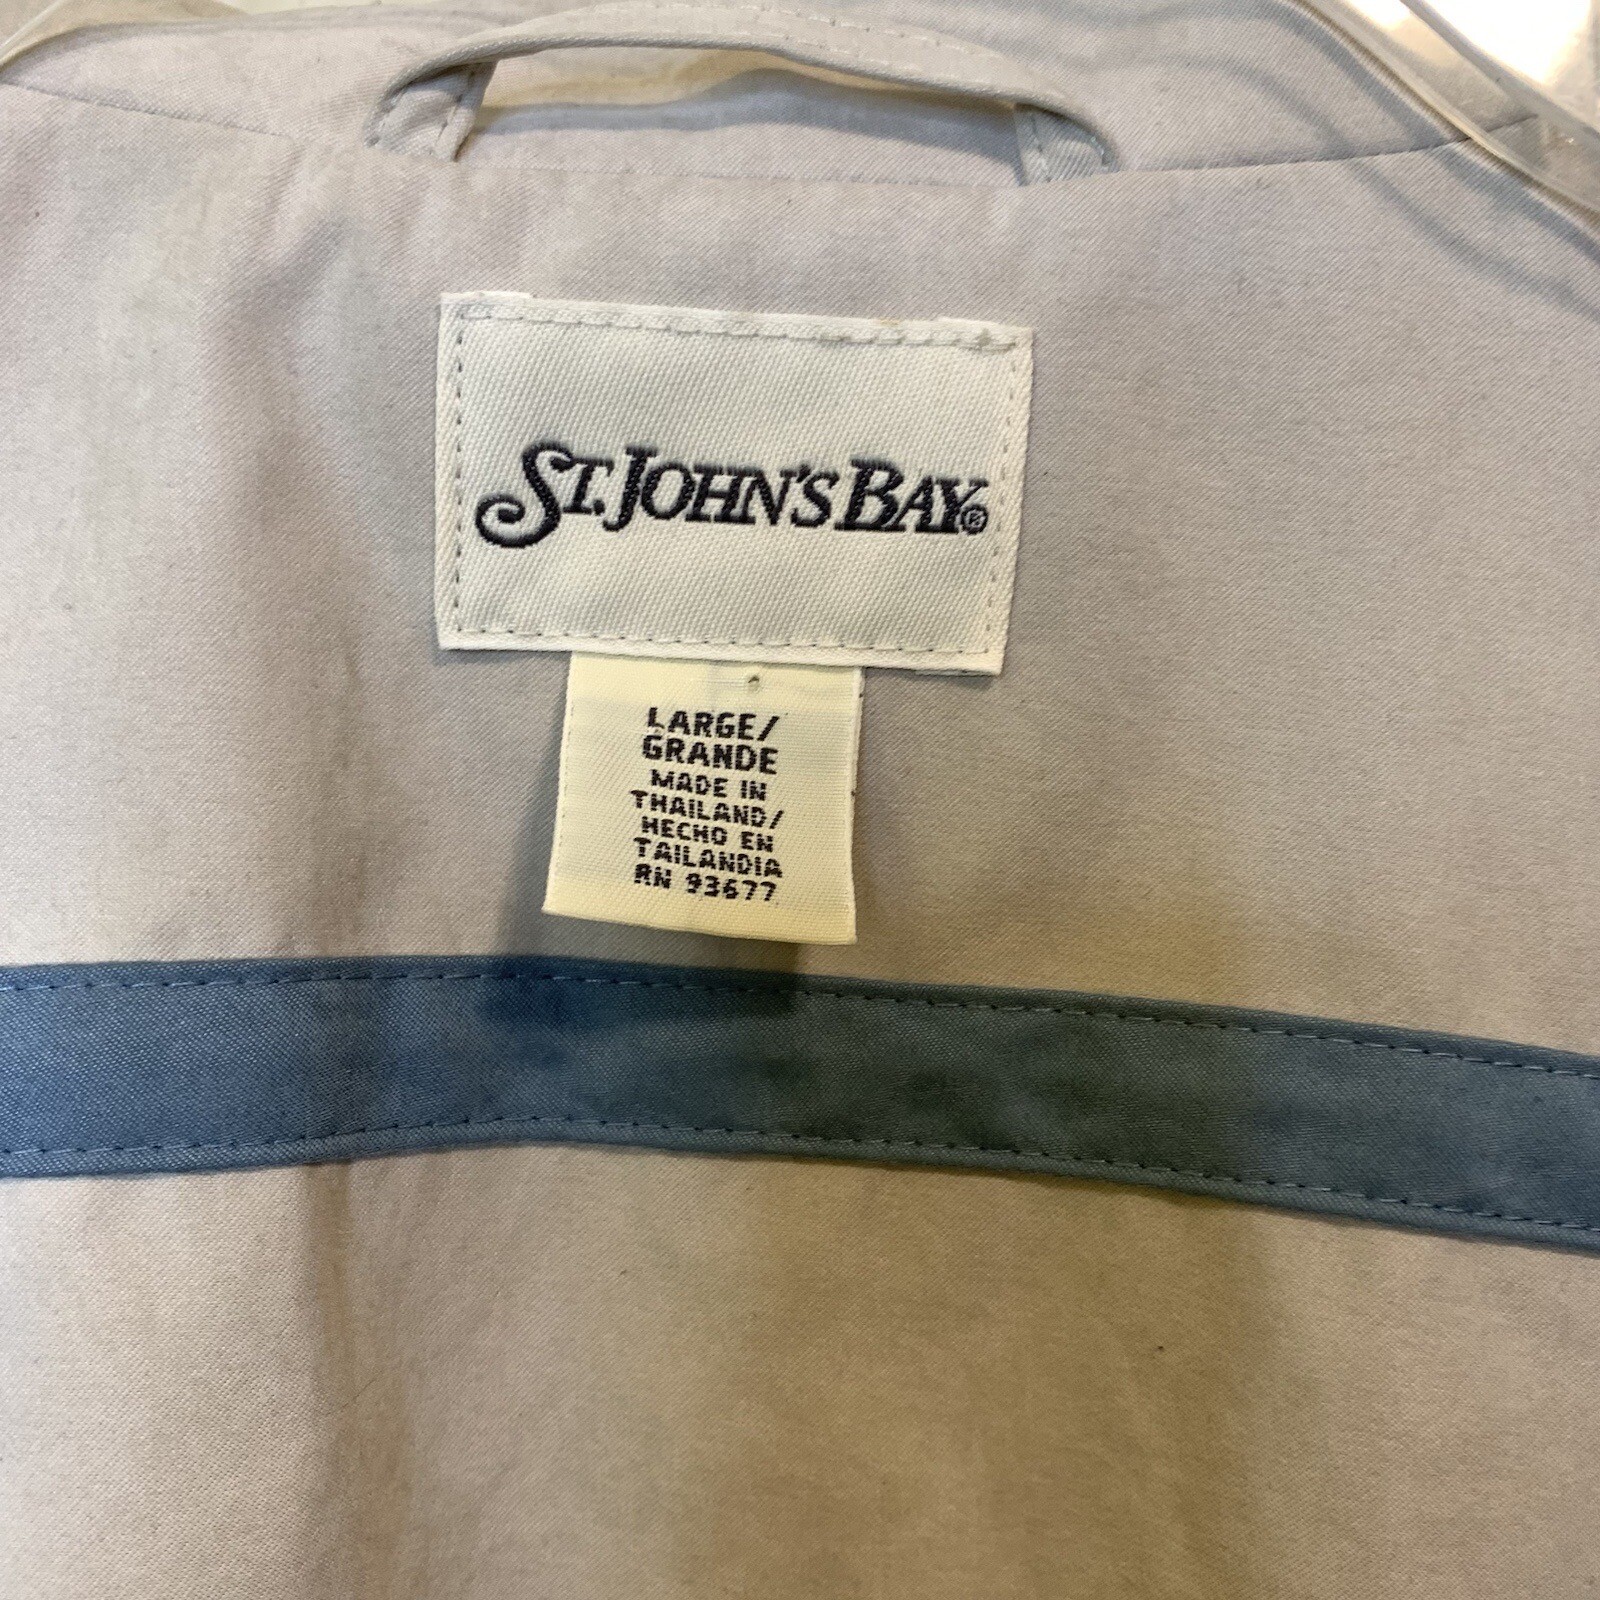 ST. JOHN'S BAY®
LARGE/
GRANDE
MADE IN
THAILAND/
HECHO EN
TAILANDIA
RN 93677